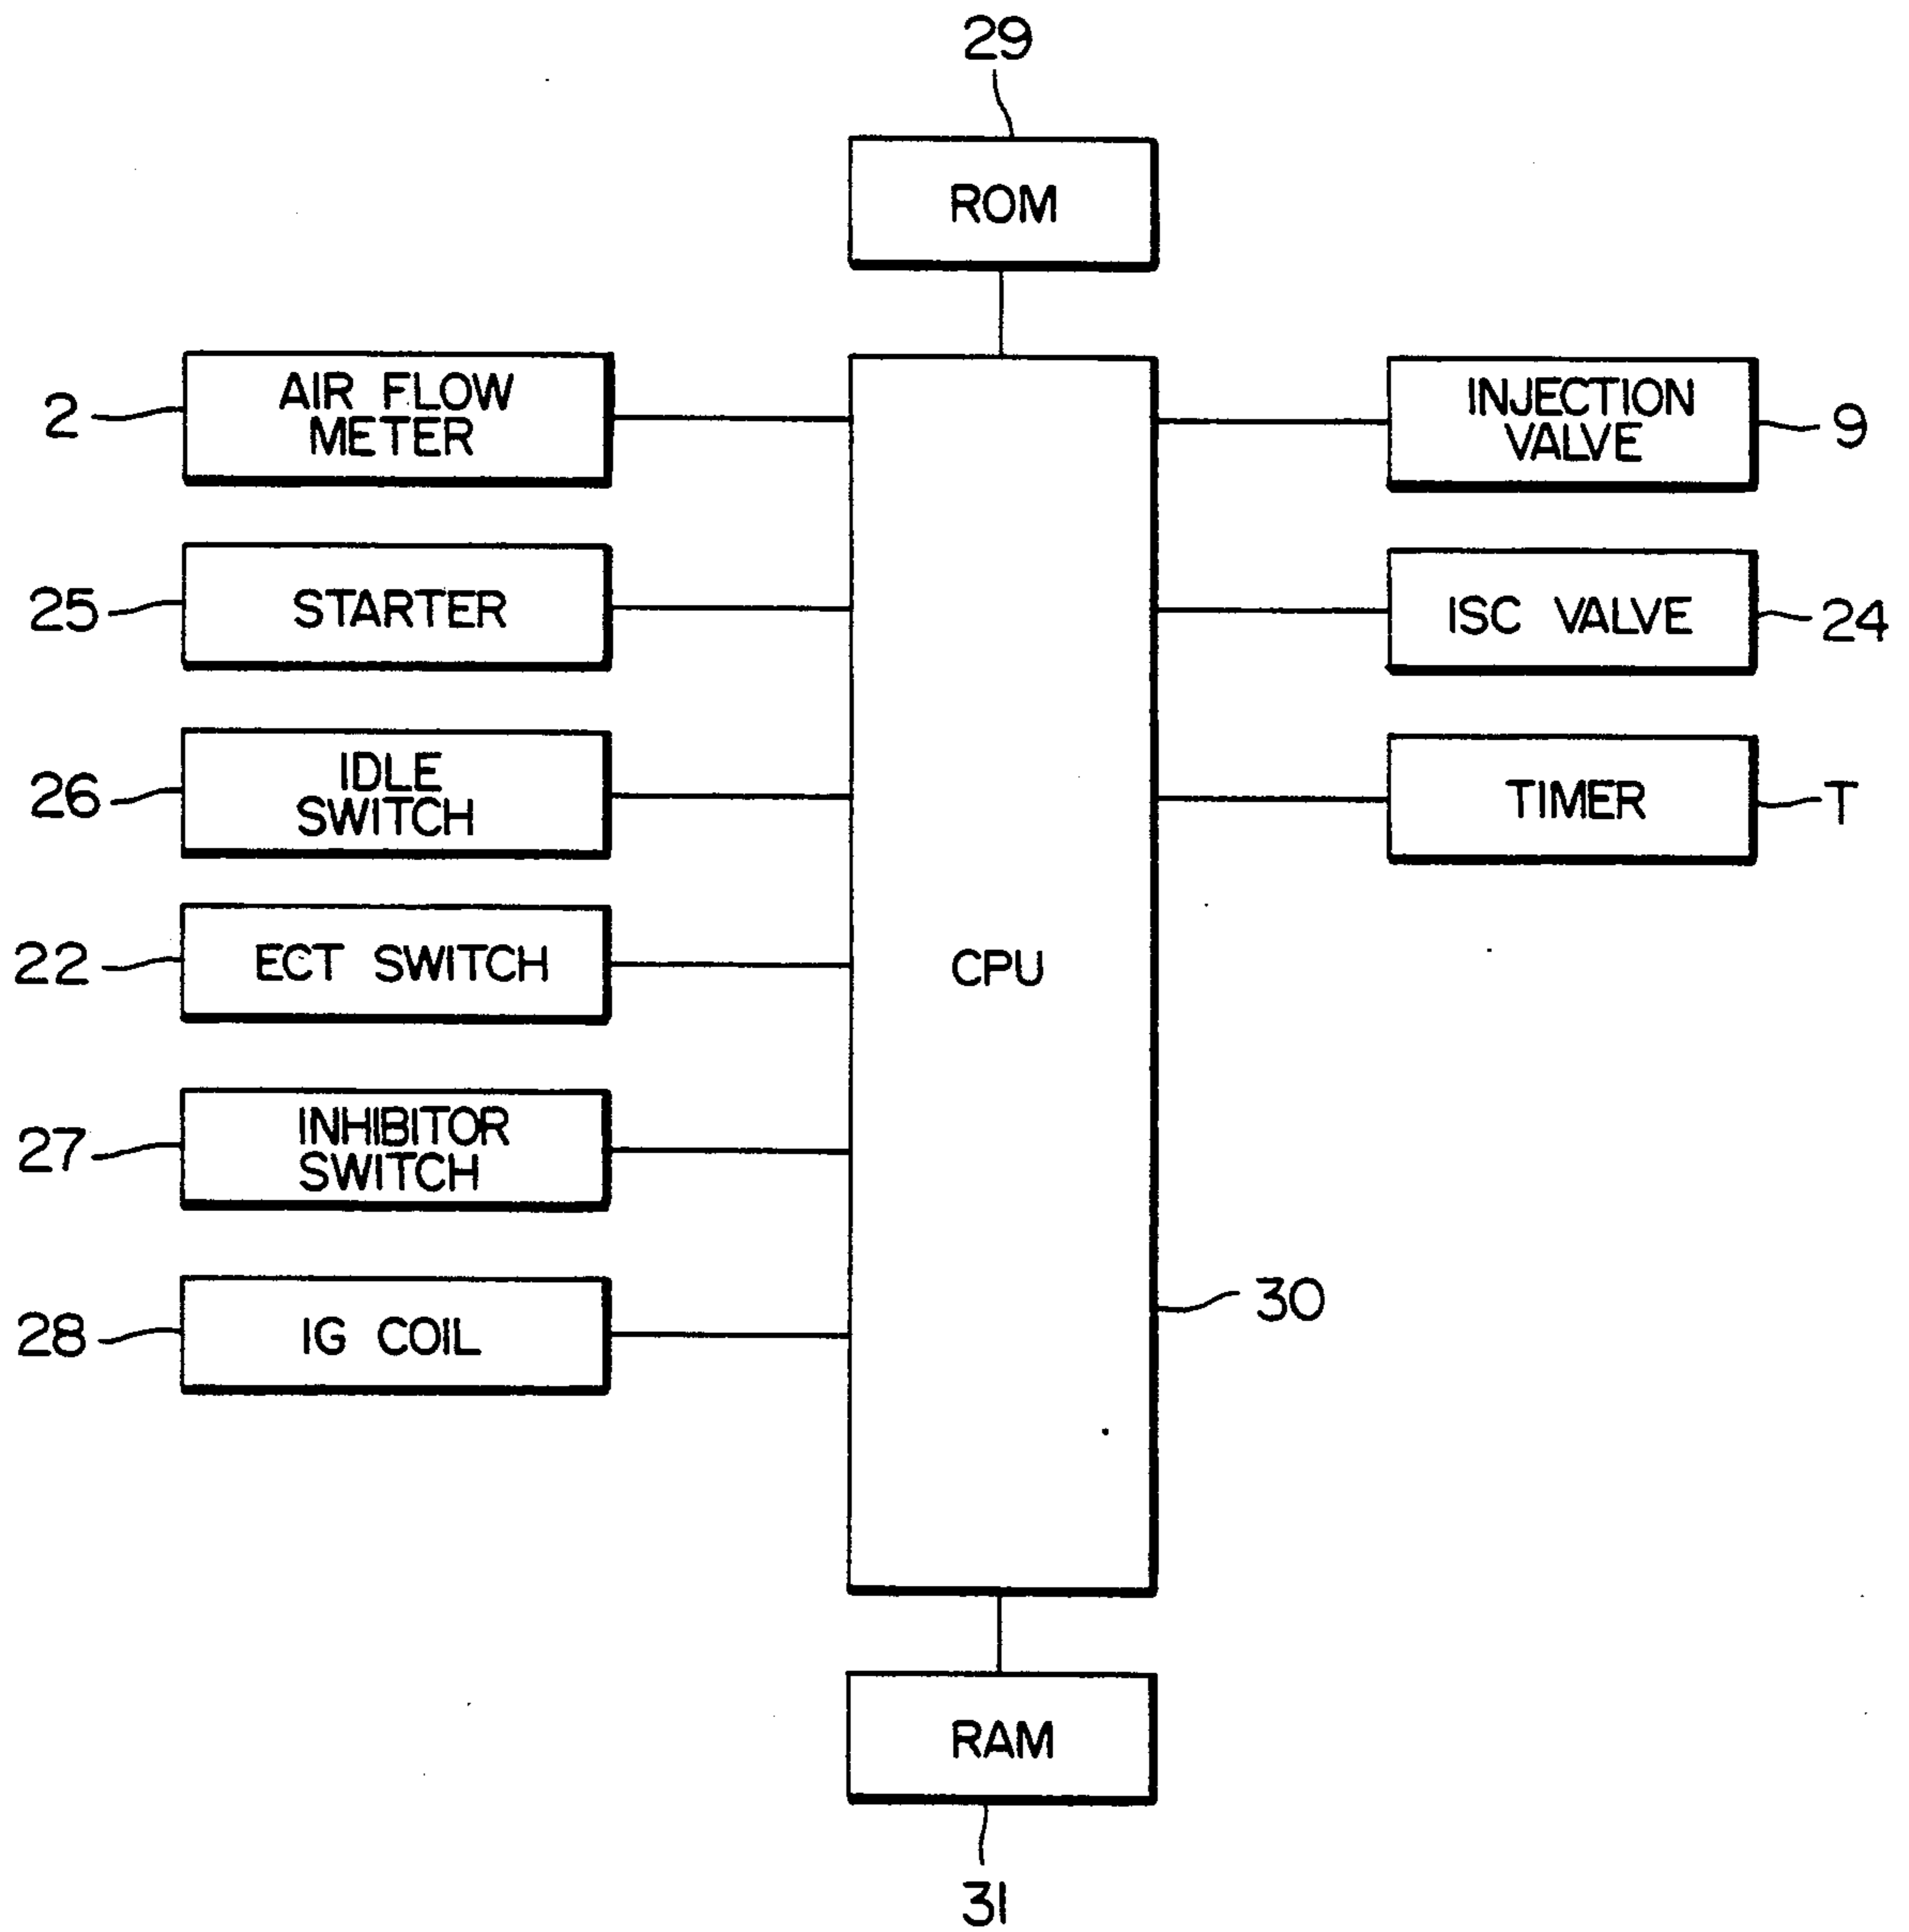 29
ROM
2
AIR FLOW
METER
INJECTION
VALVE
9
25
STARTER
ISC VALVE
24
26
IDLE
SWITCH
TIMER
T
22
ECT SWITCH
CPU
27
INHIBITOR
SWITCH
30
28
IG COIL
RAM
31